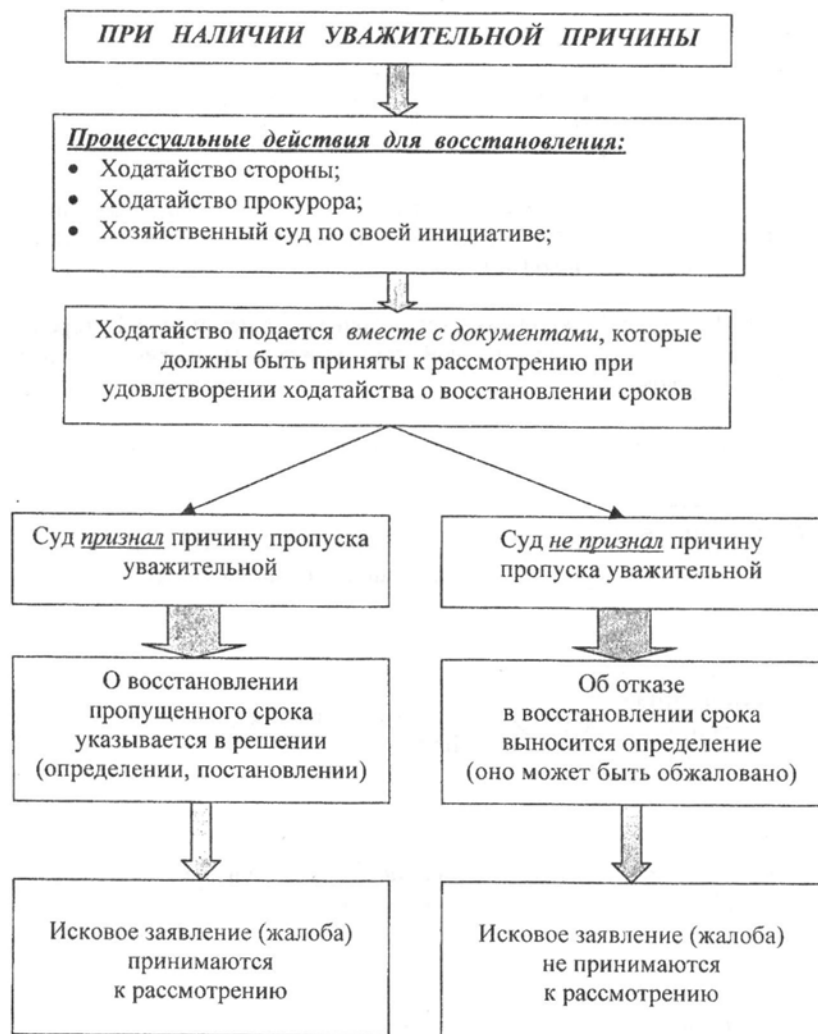 ПРИ НАЛИЧИИ УВАЖИТЕЛЬНОЙ ПРИЧИНЫ
Процессуальные действия для восстановления:
• Ходатайство стороны;
• Ходатайство прокурора;
• Хозяйственный суд по своей инициативе;
Ходатайство подается вместе с документами, которые
должны быть приняты к рассмотрению при
удовлетворении ходатайства о восстановлении сроков
Суд признал причину пропуска
уважительной
Суд не признал причину
пропуска уважительной
О восстановлении
пропущенного срока
указывается в решении
(определении, постановлении)
Об отказе
в восстановлении срока
выносится определение
(оно может быть обжаловано)
Исковое заявление (жалоба)
принимаются
к рассмотрению
Исковое заявление (жалоба)
не принимаются
к рассмотрению